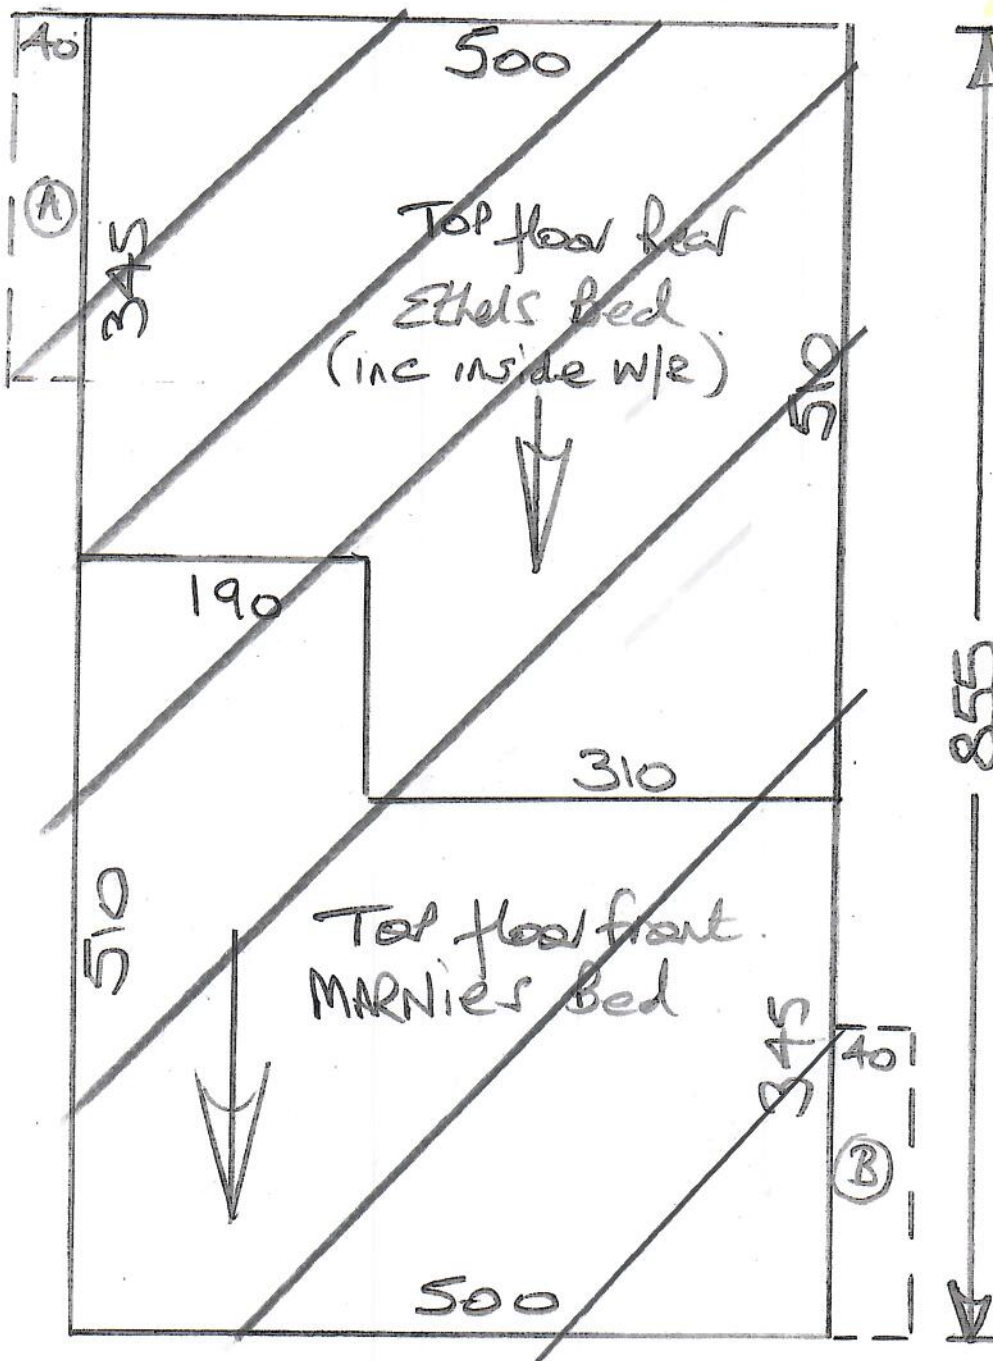 40
500
A
345
TOP floor Rear
Ethels Bed
(inc inside W/R)
510
190
310
855
510
Top floor front
MARNIES Bed
345
40
B
500